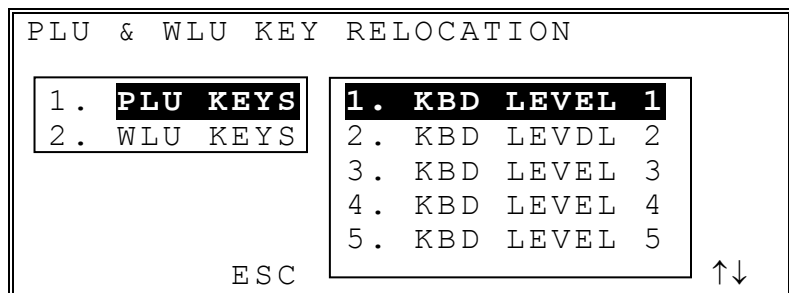 PLU & WLU KEY RELOCATION
1. PLU KEYS
2. WLU KEYS
1. KBD LEVEL 1
2. KBD LEVDL 2
3. KBD LEVEL 3
4. KBD LEVEL 4
5. KBD LEVEL 5
ESC ↑↓